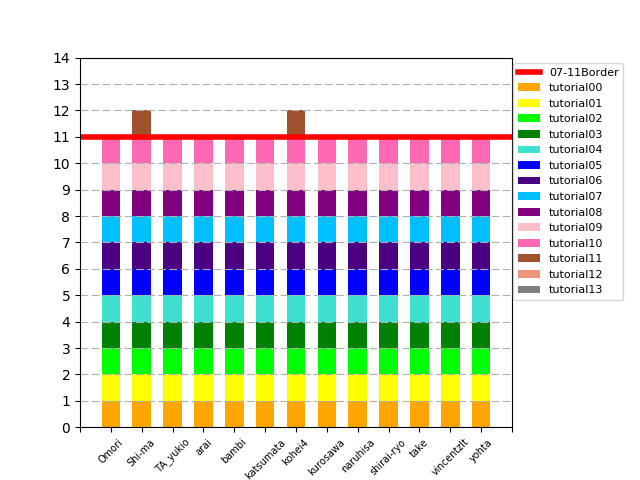 14
13
12
11
10
9
8
7
6
5
4
3
2
1
0
Omori
Shi-ma
TA_yukio
arai
bambi
katsumata
kohei4
kurosawa
naruhisa
shirai-ryo
take
vincentzlt
yohta
07-11Border
tutorial00
tutorial01
tutorial02
tutorial03
tutorial04
tutorial05
tutorial06
tutorial07
tutorial08
tutorial09
tutorial10
tutorial11
tutorial12
tutorial13